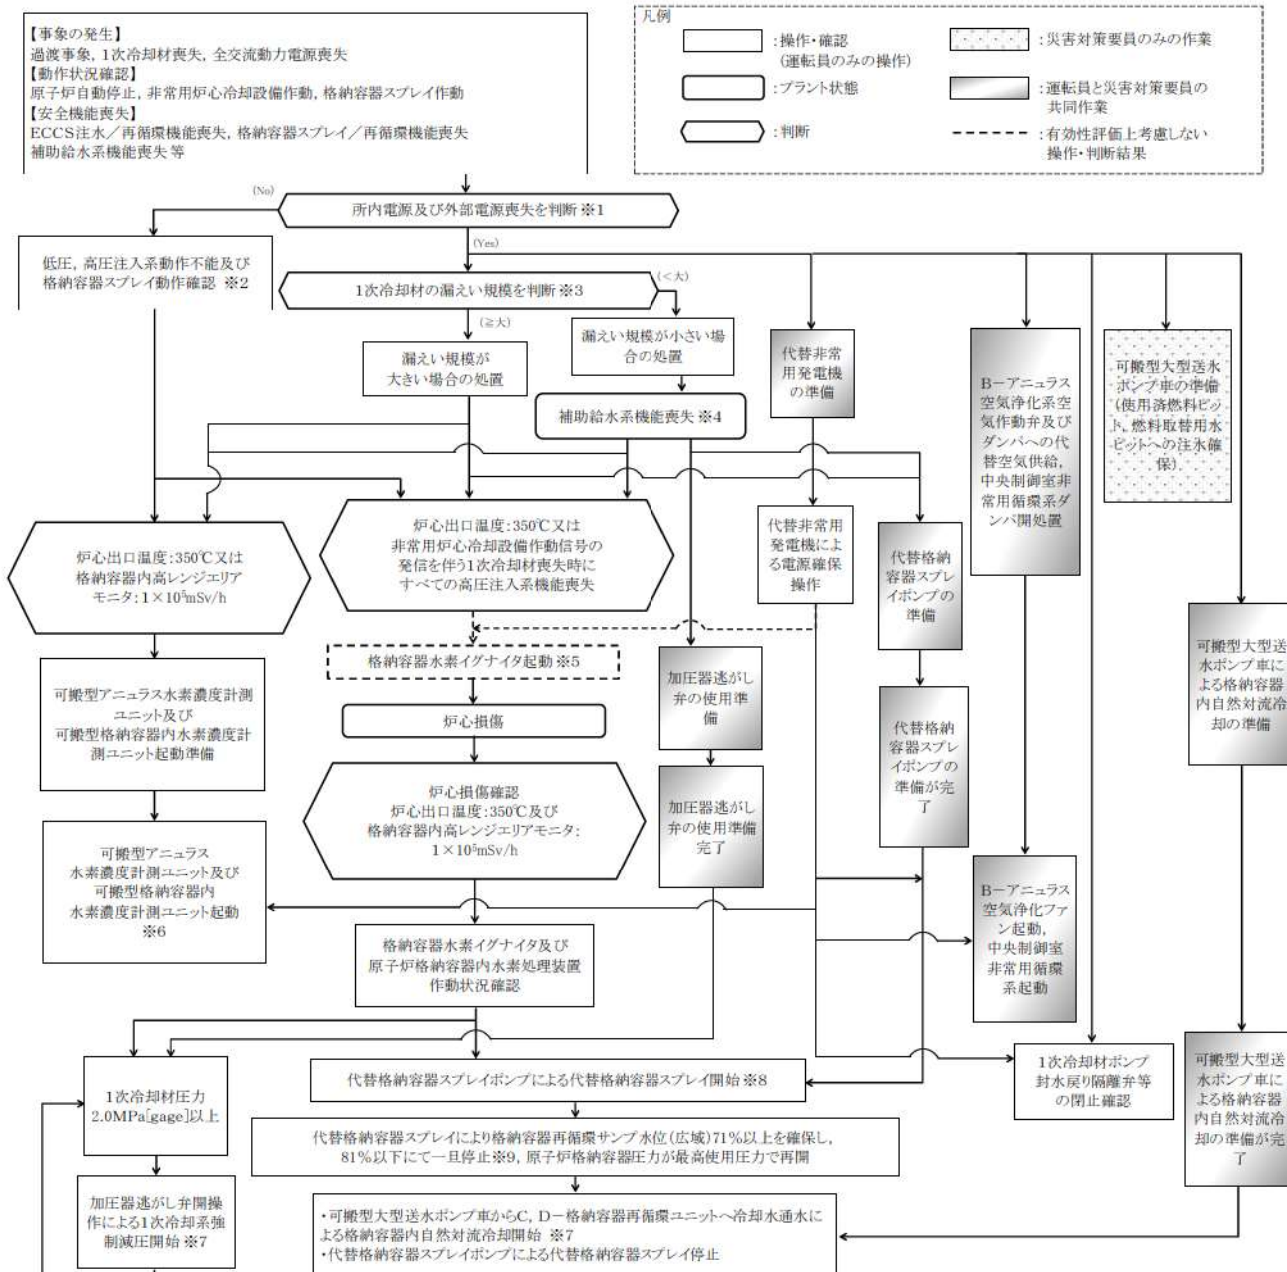 【事象の発生】
過渡事象, 1次冷却材喪失, 全交流動力電源喪失
【動作状況確認】
原子炉自動停止, 非常用炉心冷却設備作動, 格納容器スプレイ作動
【安全機能喪失】
ECCS注水／再循環機能喪失, 格納容器スプレイ／再循環機能喪失
補助給水系機能喪失 等
凡例
:操作・確認
(運転員のみの操作)
:プラント状態
:判断
:災害対策要員のみの作業
:運転員と災害対策要員の
共同作業
:有効性評価上考慮しない
操作・判断結果
(No)
所内電源及び外部電源喪失を判断 ※1
(Yes)
低圧, 高圧注入系動作不能及び
格納容器スプレイ動作確認 ※2
1次冷却材の漏えい規模を判断 ※3
(＜大)
(≧大)
漏えい規模が
大きい場合の処置
漏えい規模が小さい場
合の処置
補助給水系機能喪失 ※4
代替非常
用発電機
の準備
B－アニュラス
空気浄化系空
気作動弁及び
ダンパへの代
替空気供給,
中央制御室非
常用循環系ダ
ンパ開処置
可搬型大型送水
ポンプ車の準備
(使用済燃料ピッ
ト, 燃料取替用水
ピットへの注水確
保)
炉心出口温度:350℃又は
格納容器内高レンジエリア
モニタ:1×10⁵mSv/h
炉心出口温度:350℃又は
非常用炉心冷却設備作動信号の
発信を伴う1次冷却材喪失時に
すべての高圧注入系機能喪失
代替非常用
発電機によ
る電源確保
操作
代替格納容
器スプレイ
ポンプの
準備
可搬型アニュラス水素濃度計測
ユニット及び
可搬型格納容器内水素濃度計
測ユニット起動準備
格納容器水素イグナイタ起動 ※5
炉心損傷
加圧器逃がし
弁の使用準
備
代替格納
容器スプレ
イポンプの
準備が完
了
可搬型大型送
水ポンプ車に
よる格納容器
内自然対流冷
却の準備
炉心損傷確認
炉心出口温度:350℃及び
格納容器内高レンジエリアモニタ:
1×10⁵mSv/h
加圧器逃がし
弁の使用準備
完了
可搬型アニュラス
水素濃度計測ユニット及び
可搬型格納容器内
水素濃度計測ユニット起動
※6
B－アニュラス
空気浄化ファ
ン起動,
中央制御室
非常用循環
系起動
格納容器水素イグナイタ及び
原子炉格納容器内水素処理装置
作動状況確認
1次冷却材圧力
2.0MPa[gage]以上
代替格納容器スプレイポンプによる代替格納容器スプレイ開始 ※8
1次冷却材ポンプ
封水戻り隔離弁等
の閉止確認
可搬型大型送
水ポンプ車に
よる格納容器
内自然対流冷
却の準備が完
了
代替格納容器スプレイにより格納容器再循環サンプ水位(広域)71％以上を確保し,
81％以下にて一旦停止※9, 原子炉格納容器圧力が最高使用圧力で再開
加圧器逃がし弁開操
作による1次冷却系強
制減圧開始 ※7
・可搬型大型送水ポンプ車からC, D－格納容器再循環ユニットへ冷却水通水に
よる格納容器内自然対流冷却開始 ※7
・代替格納容器スプレイポンプによる代替格納容器スプレイ停止